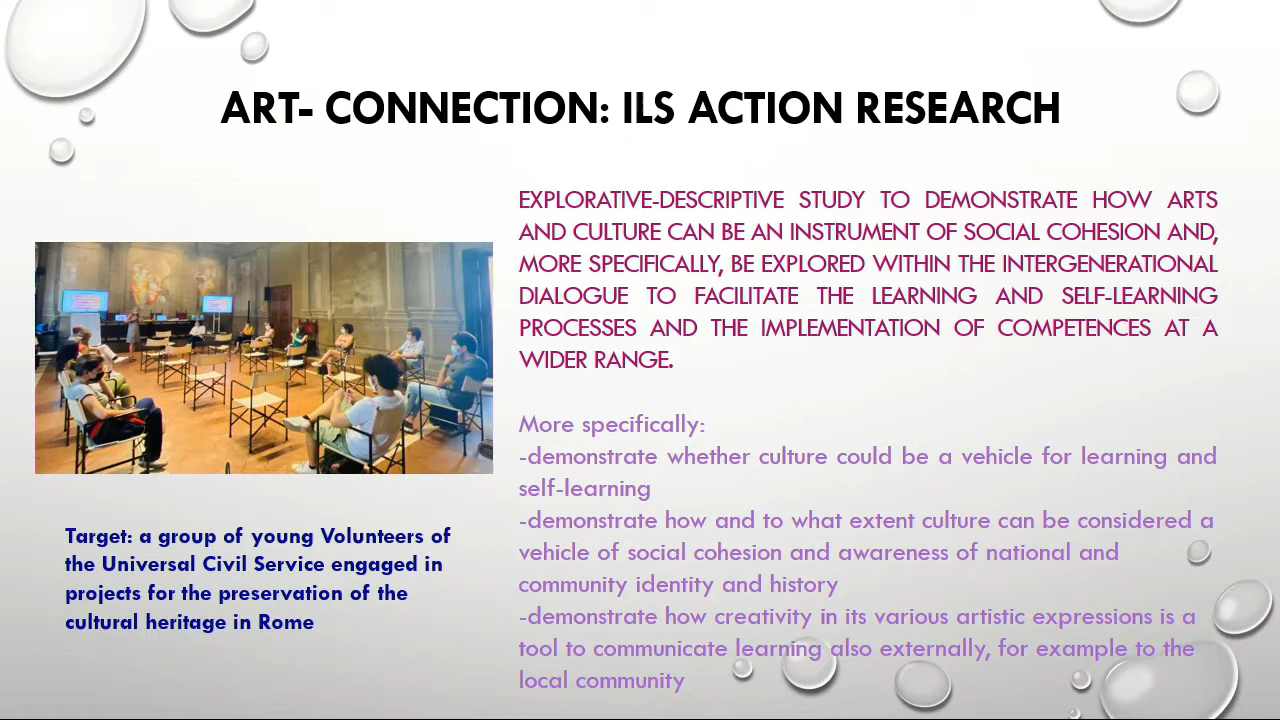 ART- CONNECTION: ILS ACTION RESEARCH
EXPLORATIVE-DESCRIPTIVE STUDY TO DEMONSTRATE HOW ARTS
AND CULTURE CAN BE AN INSTRUMENT OF SOCIAL COHESION AND,
MORE SPECIFICALLY, BE EXPLORED WITHIN THE INTERGENERATIONAL
DIALOGUE TO FACILITATE THE LEARNING AND SELF-LEARNING
PROCESSES AND THE IMPLEMENTATION OF COMPETENCES AT A
WIDER RANGE.
More specifically:
-demonstrate whether culture could be a vehicle for learning and
self-learning
-demonstrate how and to what extent culture can be considered a
vehicle of social cohesion and awareness of national and
community identity and history
-demonstrate how creativity in its various artistic expressions is a
tool to communicate learning also externally, for example to the
local community
Target: a group of young Volunteers of
the Universal Civil Service engaged in
projects for the preservation of the
cultural heritage in Rome